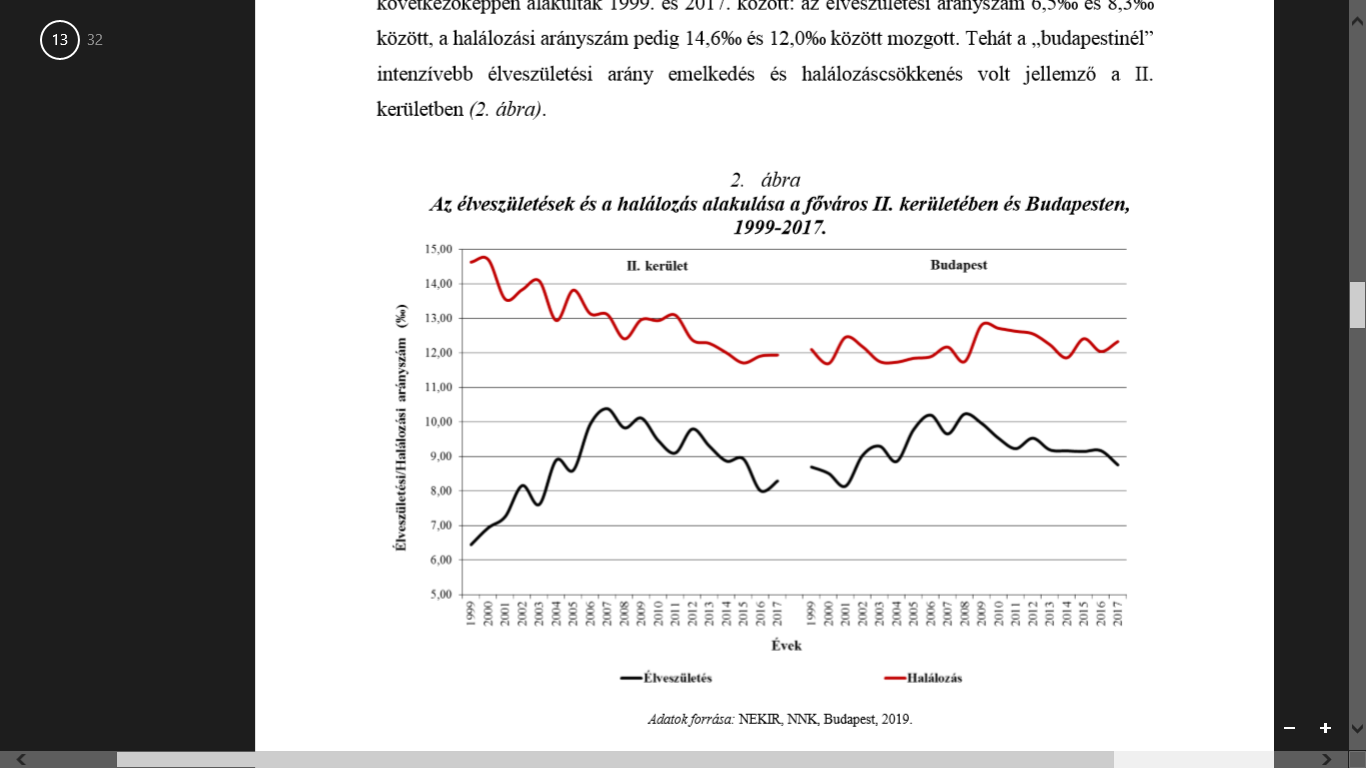 13 32
következőképpen alakultak 1999. és 2017. között: az élveszületési arányszám 6,5‰ és 8,3‰
között, a halálozási arányszám pedig 14,6‰ és 12,0‰ között mozgott. Tehát a „budapestinél”
intenzívebb élveszületési arány emelkedés és halálozáscsökkenés volt jellemző a II.
kerületben (2. ábra).
2. ábra
Az élveszületések és a halálozás alakulása a főváros II. kerületében és Budapesten,
1999-2017.
II. kerület
Budapest
Élveszületési/Halálozási arányszám (‰)
15,00
14,00
13,00
12,00
11,00
10,00
9,00
8,00
7,00
6,00
5,00
1999 2000 2001 2002 2003 2004 2005 2006 2007 2008 2009 2010 2011 2012 2013 2014 2015 2016 2017
1999 2000 2001 2002 2003 2004 2005 2006 2007 2008 2009 2010 2011 2012 2013 2014 2015 2016 2017
Évek
Élveszületés
Halálozás
Adatok forrása: NEKIR, NNK, Budapest, 2019.